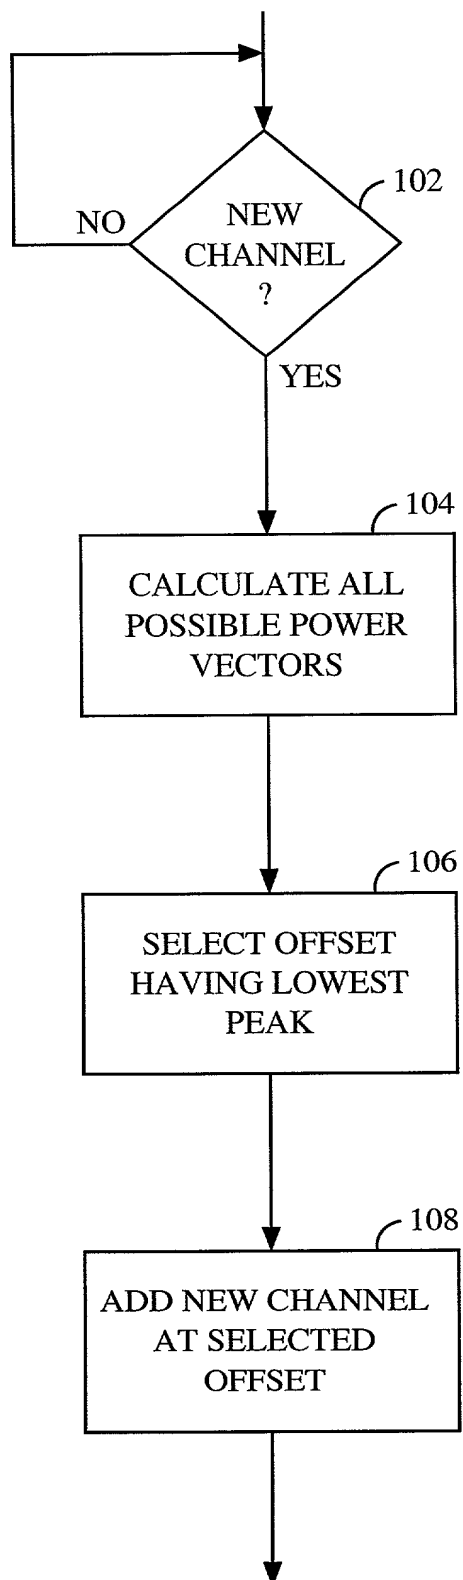 102
NEW
CHANNEL
?
NO
YES
104
CALCULATE ALL
POSSIBLE POWER
VECTORS
106
SELECT OFFSET
HAVING LOWEST
PEAK
108
ADD NEW CHANNEL
AT SELECTED
OFFSET